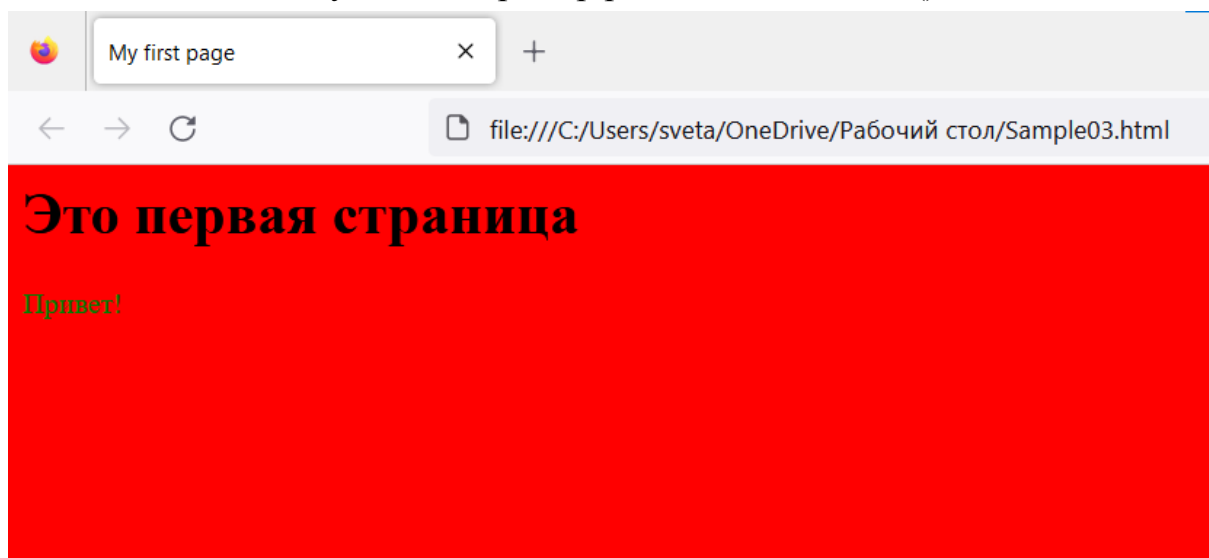 My first page
file:///C:/Users/sveta/OneDrive/Рабочий стол/Sample03.html
Это первая страница
Привет!